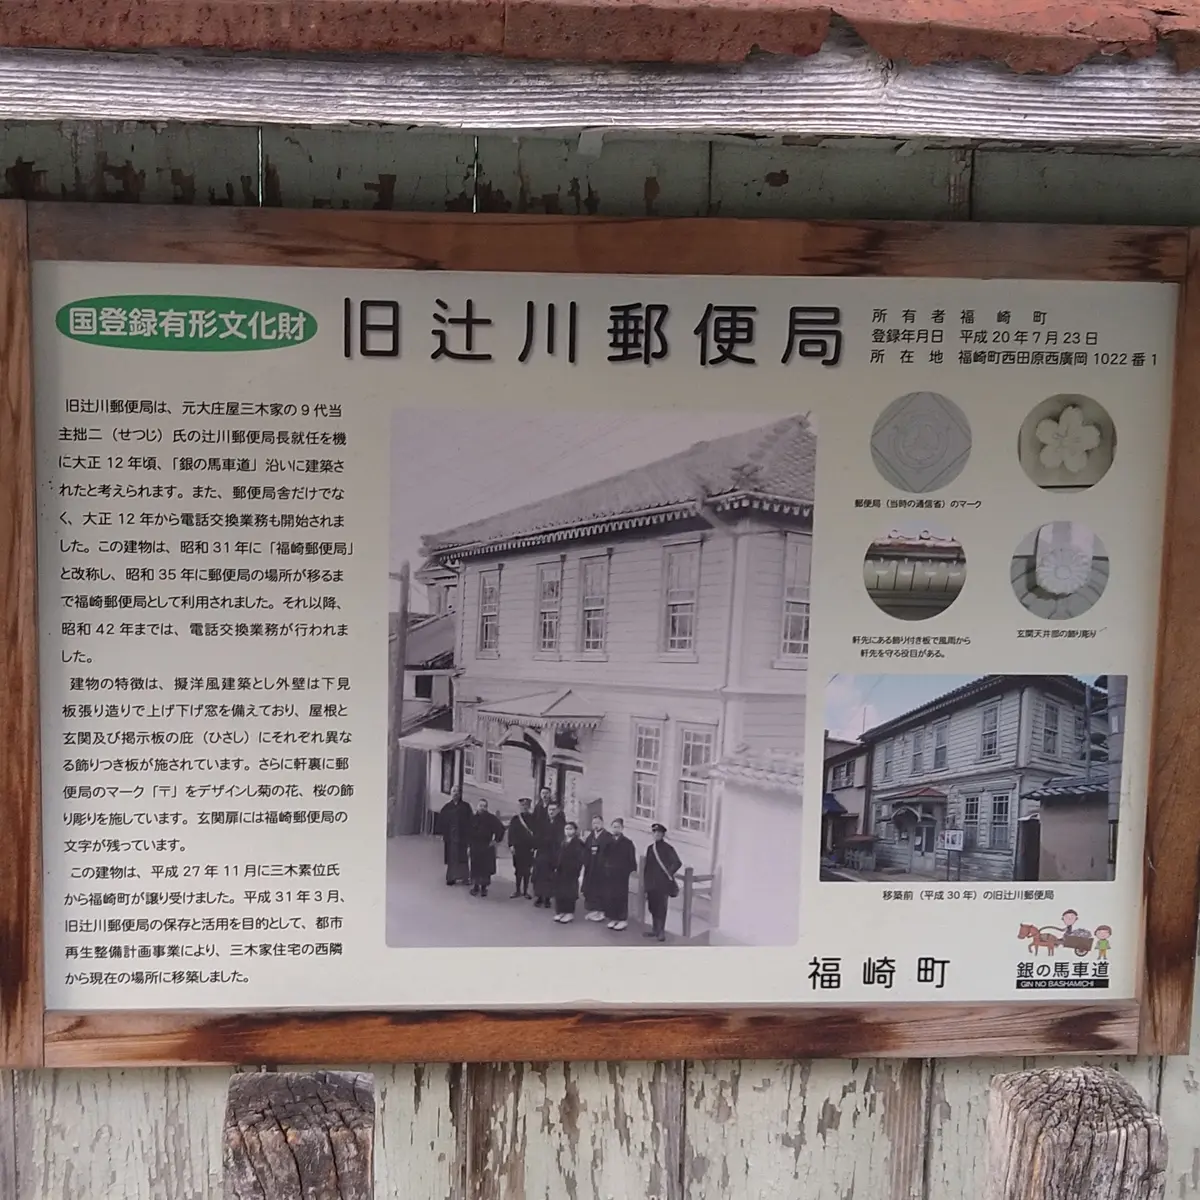 国登録有形文化財
旧辻川郵便局
所有者 福崎町
登録年月日 平成20年7月23日
所在地 福崎町西田原西廣岡1022番1
旧辻川郵便局は、元大庄屋三木家の9代当
主拙二（せつじ）氏の辻川郵便局長就任を機
に大正12年頃、「銀の馬車道」沿いに建築さ
れたと考えられます。また、郵便局舎だけでな
く、大正12年から電話交換業務も開始されま
した。この建物は、昭和31年に「福崎郵便局」
と改称し、昭和35年に郵便局の場所が移るま
で福崎郵便局として利用されました。それ以降、
昭和42年までは、電話交換業務が行われま
した。
建物の特徴は、擬洋風建築とし外壁は下見
板張り造りで上げ下げ窓を備えており、屋根と
玄関及び掲示板の庇（ひさし）にそれぞれ異な
る飾りつき板が施されています。さらに軒裏に郵
便局のマーク「〒」をデザインし菊の花、桜の飾
り彫りを施しています。玄関扉には福崎郵便局の
文字が残っています。
この建物は、平成27年11月に三木素位氏
から福崎町が譲り受けました。平成31年3月、
旧辻川郵便局の保存と活用を目的として、都市
再生整備計画事業により、三木家住宅の西隣
から現在の場所に移築しました。
郵便局（当時の通信省）のマーク
軒先にある飾り付き板で風雨から
軒先を守る役目がある。
玄関天井部の飾り彫り
移築前（平成30年）の旧辻川郵便局
福崎町
銀の馬車道
GIN NO BASHAMICHI